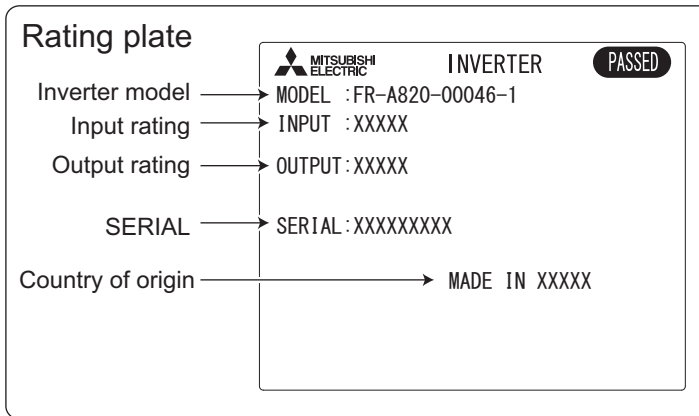 Rating plate
MITSUBISHI
ELECTRIC
INVERTER
PASSED
Inverter model
MODEL :FR-A820-00046-1
Input rating
INPUT :XXXXX
Output rating
OUTPUT:XXXXX
SERIAL
SERIAL:XXXXXXXXX
Country of origin
MADE IN XXXXX